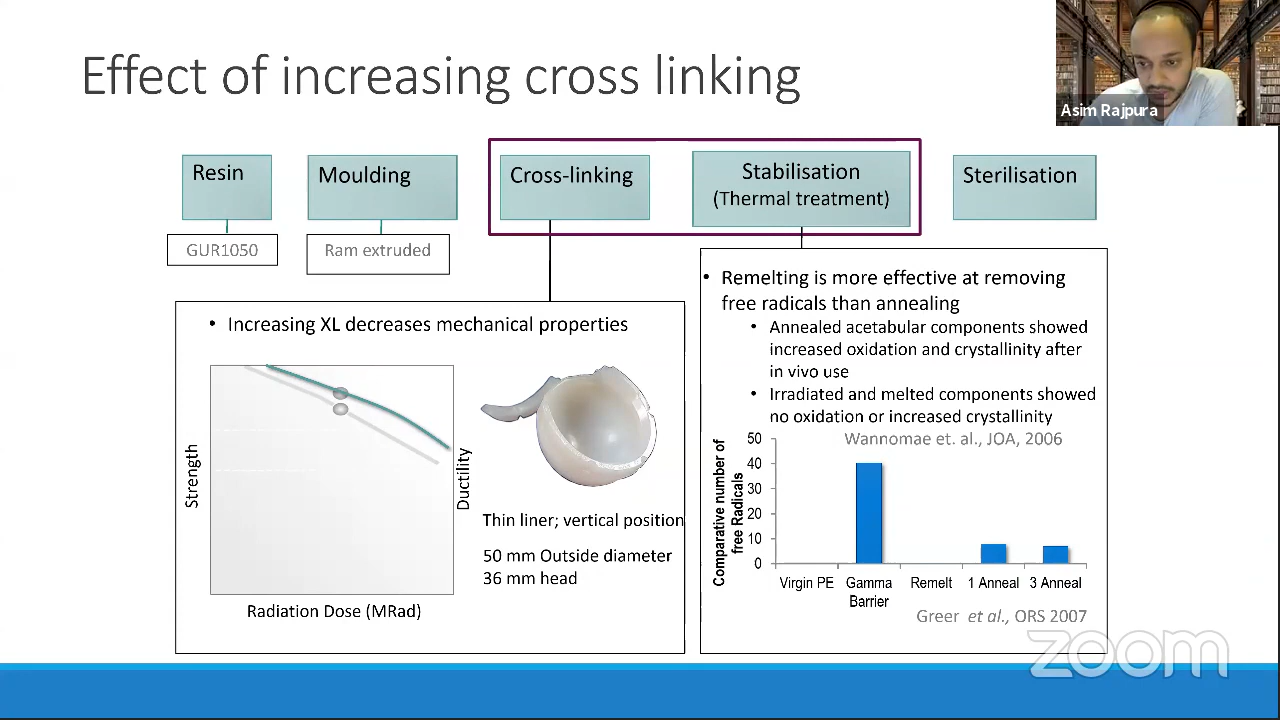 Effect of increasing cross linking
Asim Rajpura
Resin
Moulding
Cross-linking
Stabilisation
(Thermal treatment)
Sterilisation
GUR1050
Ram extruded
• Increasing XL decreases mechanical properties
Strength
Ductility
Radiation Dose (MRad)
Thin liner; vertical position
50 mm Outside diameter
36 mm head
• Remelting is more effective at removing
free radicals than annealing
• Annealed acetabular components showed
increased oxidation and crystallinity after
in vivo use
• Irradiated and melted components showed
no oxidation or increased crystallinity
Wannomae et. al., JOA, 2006
Comparative number of
free Radicals
50
40
30
20
10
0
Virgin PE
Gamma
Barrier
Remelt
1 Anneal
3 Anneal
Greer et al., ORS 2007
zoom